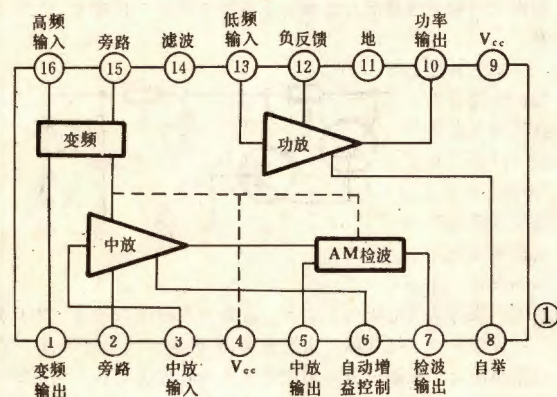 高频输入
旁路
滤波
低频输入
负反馈
地
功率输出
Vcc
16
15
14
13
12
11
10
9
变频
功放
中放
AM检波
①
1
2
3
4
5
6
7
8
变频输出
旁路
中放输入
Vcc
中放输出
自动增益控制
检波输出
自举